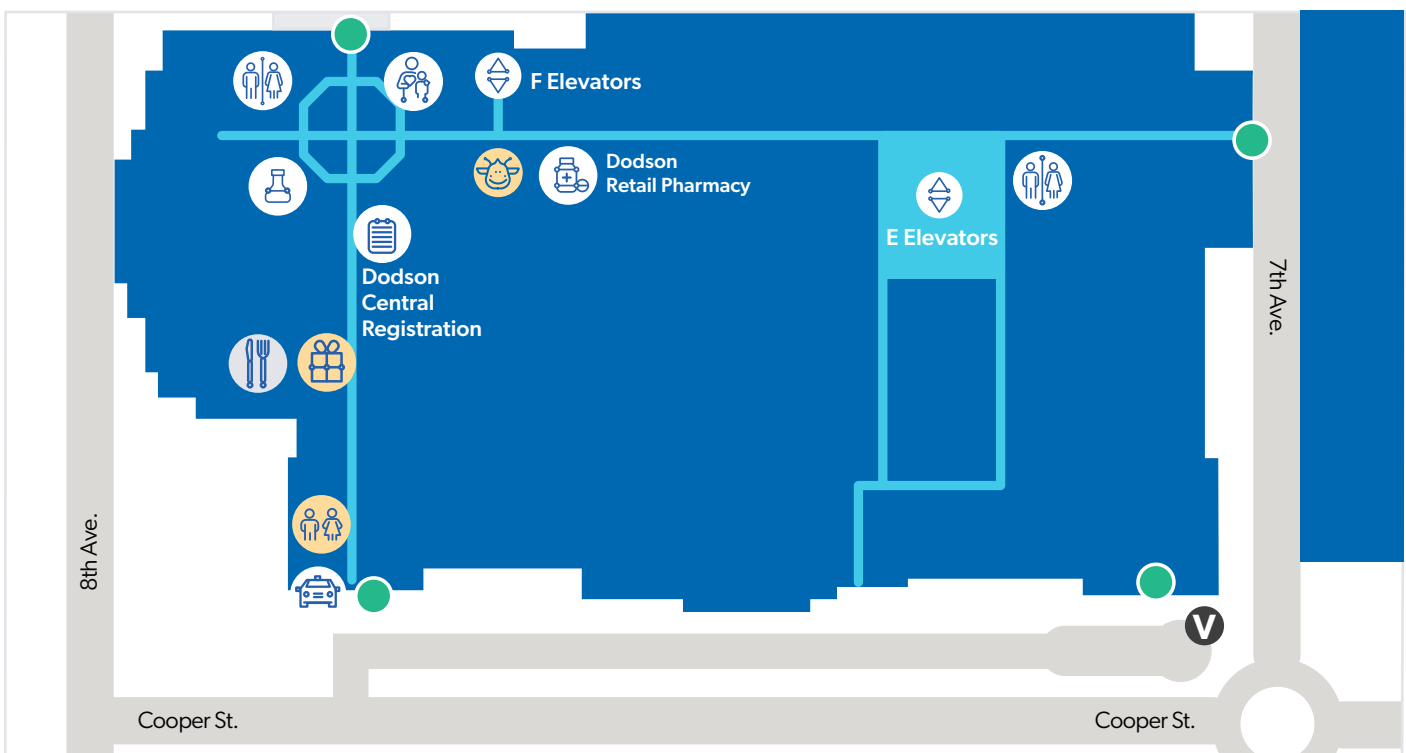 F Elevators
Dodson
Retail Pharmacy
E Elevators
Dodson
Central
Registration
7th Ave.
8th Ave.
V
Cooper St.
Cooper St.